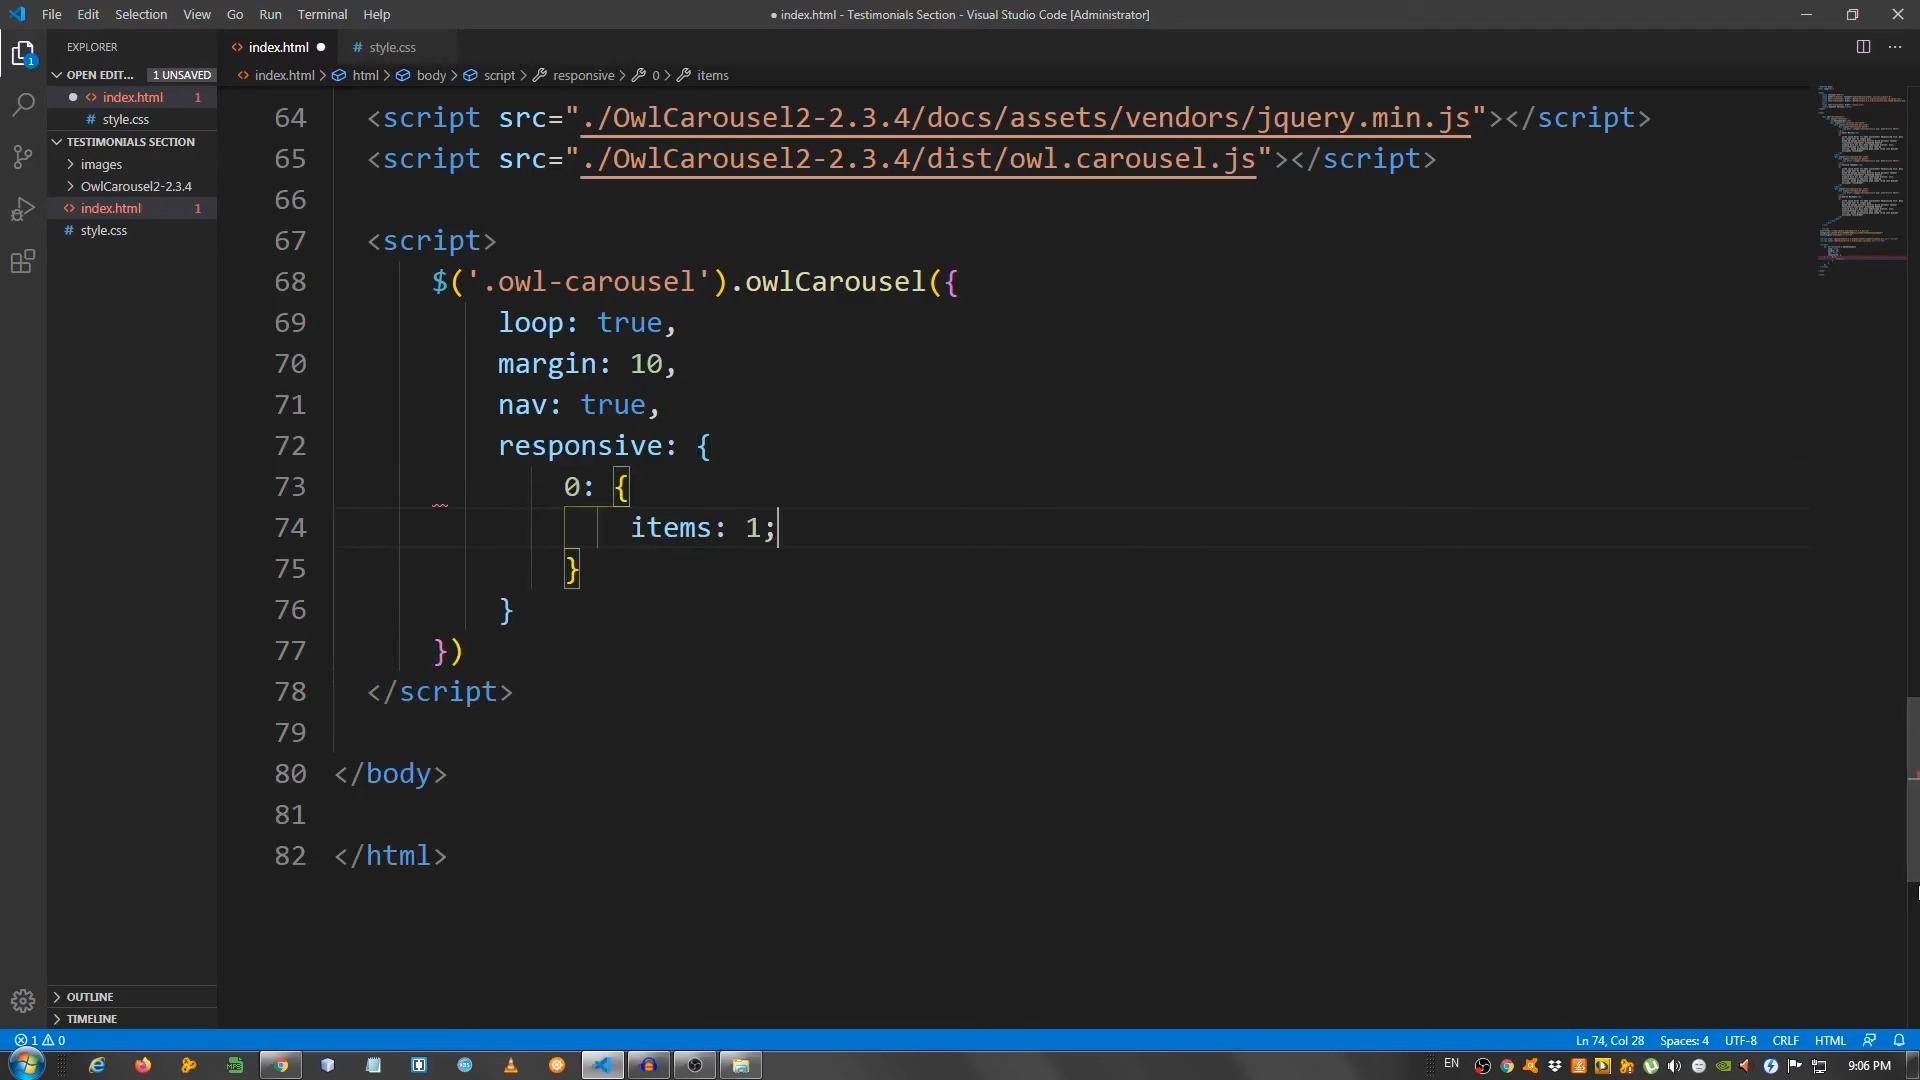 File Edit Selection View Go Run Terminal Help
● index.html - Testimonials Section - Visual Studio Code [Administrator]
EXPLORER
OPEN EDIT... 1 UNSAVED
index.html 1
style.css
TESTIMONIALS SECTION
images
OwlCarousel2-2.3.4
index.html 1
style.css
OUTLINE
TIMELINE
index.html ●
style.css
index.html > html > body > script > responsive > 0 > items
64 <script src="./OwlCarousel2-2.3.4/docs/assets/vendors/jquery.min.js"></script>
65 <script src="./OwlCarousel2-2.3.4/dist/owl.carousel.js"></script>
66
67 <script>
68 $('.owl-carousel').owlCarousel({
69 loop: true,
70 margin: 10,
71 nav: true,
72 responsive: {
73 0: {
74 items: 1;
75 }
76 }
77 })
78 </script>
79
80 </body>
81
82 </html>
1 0
Ln 74, Col 28 Spaces: 4 UTF-8 CRLF HTML
EN
9:06 PM